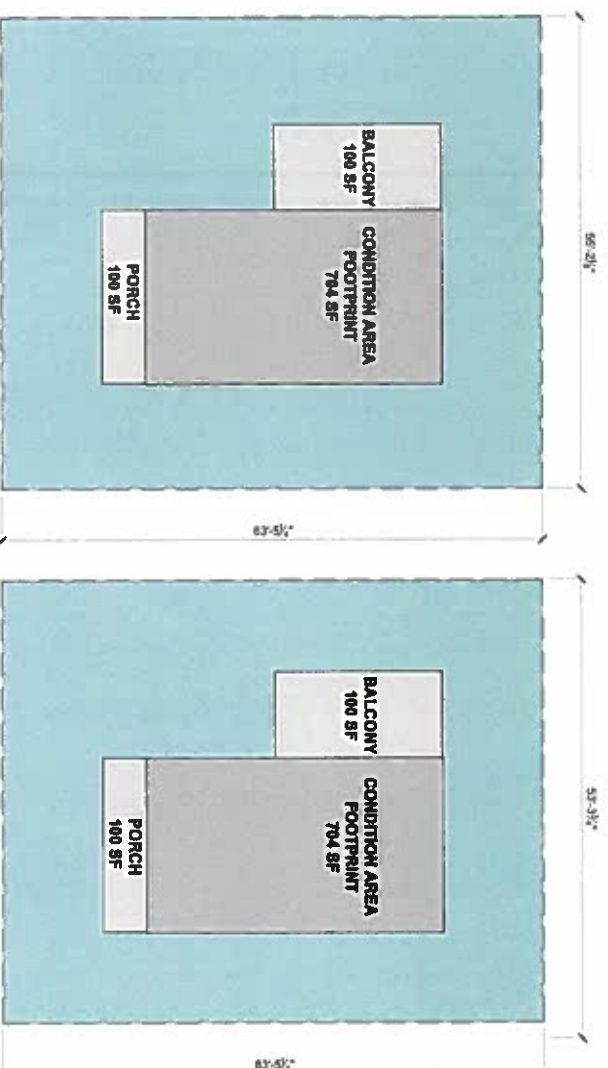 BALCONY
100 SF
CONDITION AREA
FOOTPRINT
704 SF
PORCH
100 SF
BALCONY
100 SF
CONDITION AREA
FOOTPRINT
704 SF
PORCH
100 SF